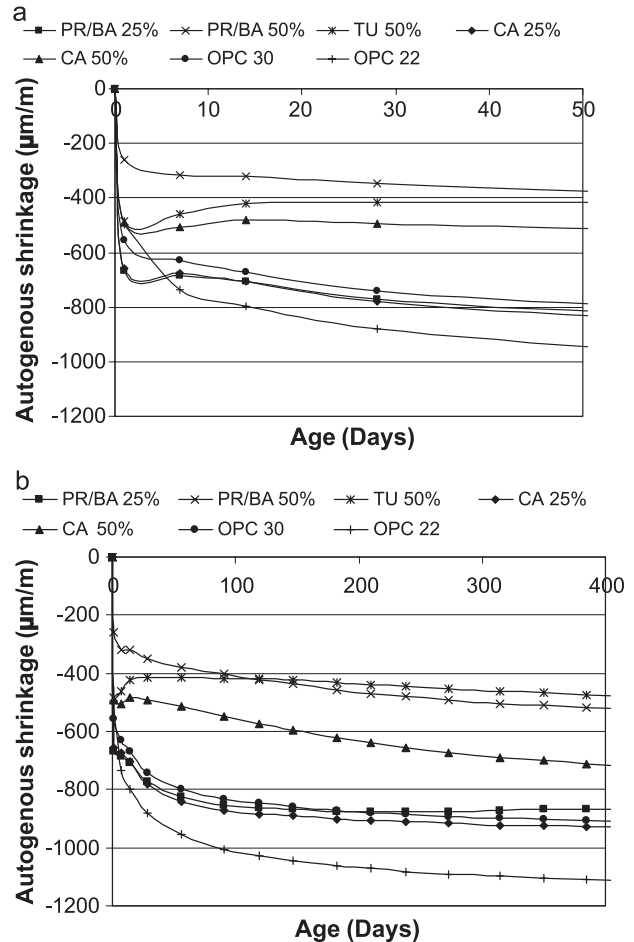 a
PR/BA 25% PR/BA 50% TU 50% CA 25%
CA 50% OPC 30 OPC 22
Autogenous shrinkage (µm/m)
0
-200
-400
-600
-800
-1000
-1200
0 10 20 30 40 50
Age (Days)
b
PR/BA 25% PR/BA 50% TU 50% CA 25%
CA 50% OPC 30 OPC 22
Autogenous shrinkage (µm/m)
0
-200
-400
-600
-800
-1000
-1200
0 100 200 300 400
Age (Days)